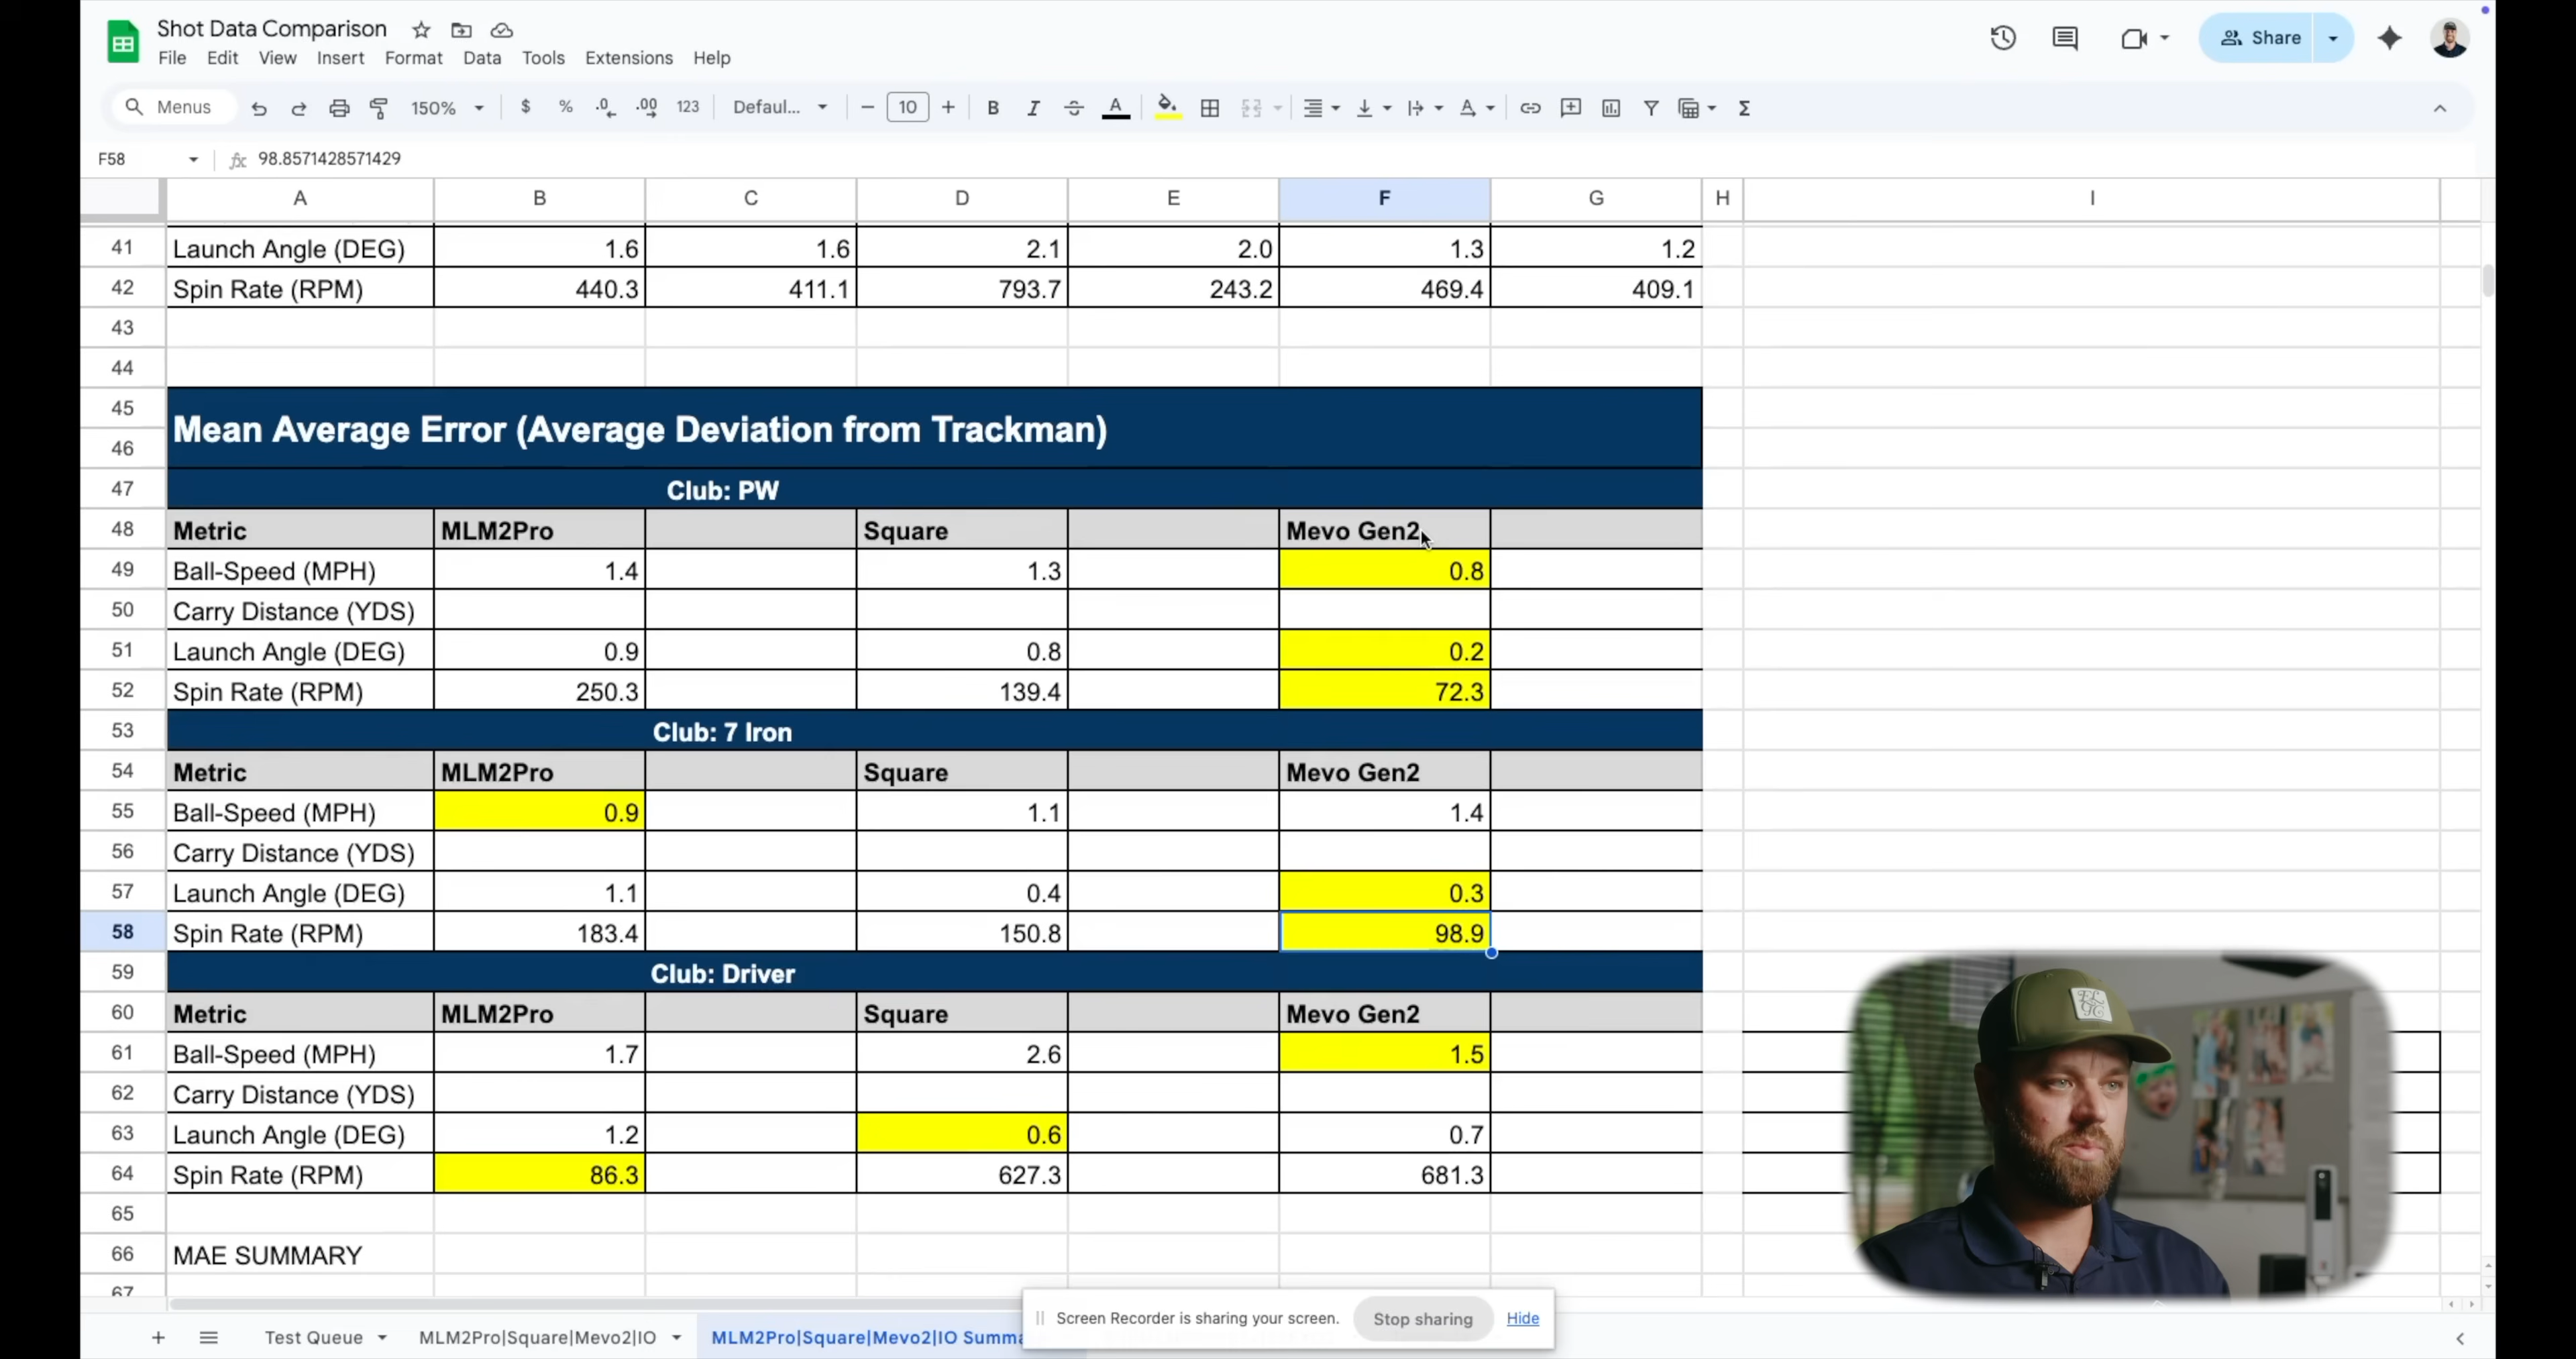 Shot Data Comparison
File Edit View Insert Format Data Tools Extensions Help
Share
Menus 150% $ % .0 .00 123 Defaul... 10 B I A Σ
F58 fx 98.8571428571429
A B C D E F G H I
41 Launch Angle (DEG) 1.6 1.6 2.1 2.0 1.3 1.2
42 Spin Rate (RPM) 440.3 411.1 793.7 243.2 469.4 409.1
43
44
45
Mean Average Error (Average Deviation from Trackman)
46
47 Club: PW
48 Metric MLM2Pro Square Mevo Gen2
49 Ball-Speed (MPH) 1.4 1.3 0.8
50 Carry Distance (YDS)
51 Launch Angle (DEG) 0.9 0.8 0.2
52 Spin Rate (RPM) 250.3 139.4 72.3
53 Club: 7 Iron
54 Metric MLM2Pro Square Mevo Gen2
55 Ball-Speed (MPH) 0.9 1.1 1.4
56 Carry Distance (YDS)
57 Launch Angle (DEG) 1.1 0.4 0.3
58 Spin Rate (RPM) 183.4 150.8 98.9
59 Club: Driver
60 Metric MLM2Pro Square Mevo Gen2
61 Ball-Speed (MPH) 1.7 2.6 1.5
62 Carry Distance (YDS)
63 Launch Angle (DEG) 1.2 0.6 0.7
64 Spin Rate (RPM) 86.3 627.3 681.3
65
66 MAE SUMMARY
67
Screen Recorder is sharing your screen. Stop sharing Hide
+ Test Queue MLM2Pro|Square|Mevo2|IO MLM2Pro|Square|Mevo2|IO Summa